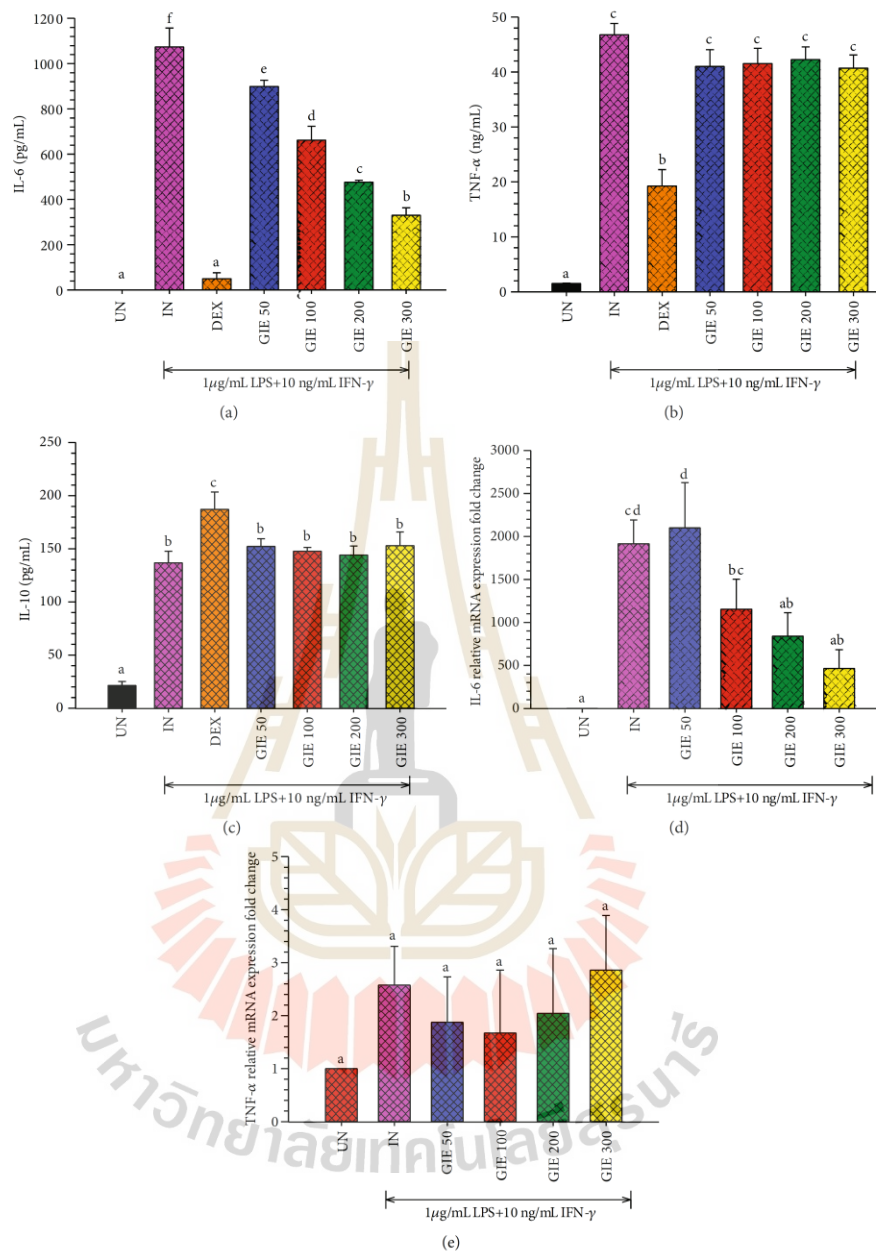 1200
1000
800
600
400
200
0
IL-6 (pg/mL)
a
f
a
e
d
c
b
UN
IN
DEX
GIE 50
GIE 100
GIE 200
GIE 300
1μg/mL LPS+10 ng/mL IFN-γ
(a)
50
40
30
20
10
0
TNF-α (ng/mL)
a
c
b
c
c
c
c
UN
IN
DEX
GIE 50
GIE 100
GIE 200
GIE 300
1μg/mL LPS+10 ng/mL IFN-γ
(b)
250
200
150
100
50
0
IL-10 (pg/mL)
a
b
c
b
b
b
b
UN
IN
DEX
GIE 50
GIE 100
GIE 200
GIE 300
1μg/mL LPS+10 ng/mL IFN-γ
(c)
3000
2500
2000
1500
1000
500
0
IL-6 relative mRNA expression fold change
a
cd
d
bc
ab
ab
UN
IN
GIE 50
GIE 100
GIE 200
GIE 300
1μg/mL LPS+10 ng/mL IFN-γ
(d)
5
4
3
2
1
0
TNF-α relative mRNA expression fold change
a
a
a
a
a
a
UN
IN
GIE 50
GIE 100
GIE 200
GIE 300
1μg/mL LPS+10 ng/mL IFN-γ
(e)
มหาวิทยาลัยเทคโนโลยีสุรนารี